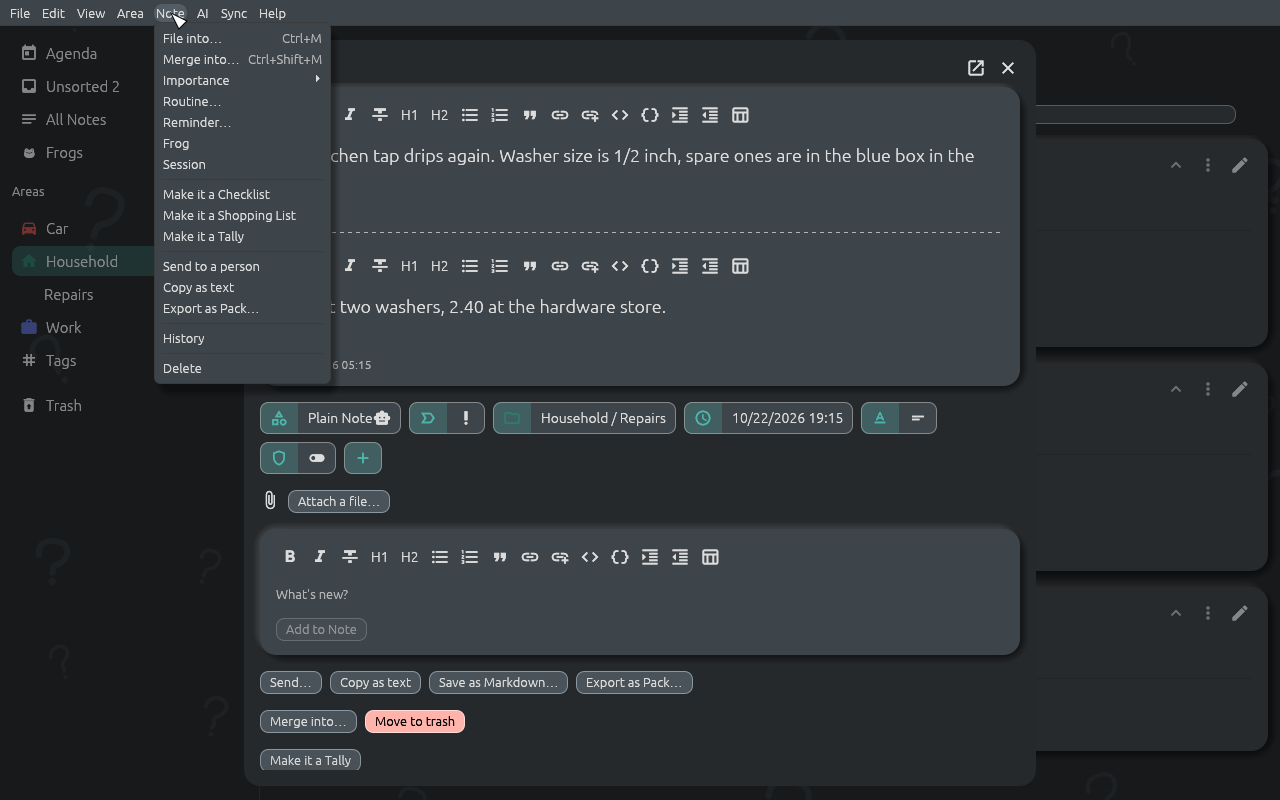 File Edit View Area Note AI Sync Help
Agenda
Unsorted 2
All Notes
Frogs
Areas
Car
Household
Repairs
Work
Tags
Trash
File into… Ctrl+M
Merge into… Ctrl+Shift+M
Importance
Routine…
Reminder…
Frog
Session
Make it a Checklist
Make it a Shopping List
Make it a Tally
Send to a person
Copy as text
Export as Pack…
History
Delete
H1 H2
tap drips again. Washer size is 1/2 inch, spare ones are in the blue box in the
H1 H2
two washers, 2.40 at the hardware store.
05:15
Plain Note
Household / Repairs
10/22/2026 19:15
Attach a file…
B I H1 H2
What's new?
Add to Note
Send… Copy as text Save as Markdown… Export as Pack…
Merge into… Move to trash
Make it a Tally